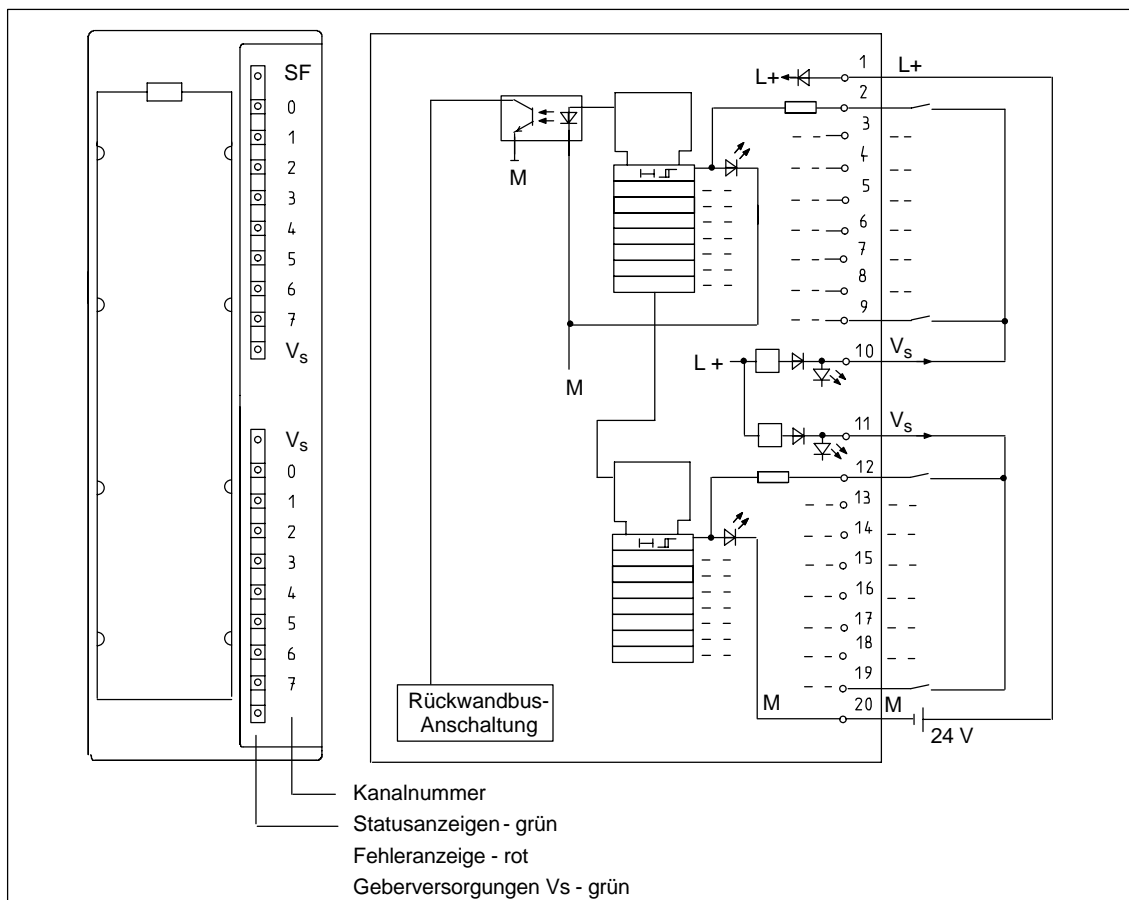 SF
0
1
2
3
4
5
6
7
Vs
Vs
0
1
2
3
4
5
6
7
L+
1
L+
2
3
4
5
6
7
8
9
M
M
L +
10
Vs
11
Vs
12
13
14
15
16
17
18
19
Rückwandbus-
Anschaltung
M
20
M
24 V
Kanalnummer
Statusanzeigen - grün
Fehleranzeige - rot
Geberversorgungen Vs - grün